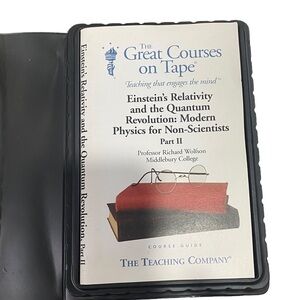 THE
Great Courses
on Tape®
Teaching that engages the mind™
Einstein's Relativity
and the Quantum
Revolution: Modern
Physics for Non-Scientists
Part II
Professor Richard Wolfson
Middlebury College
COURSE GUIDE
THE TEACHING COMPANY®
Einstein's Relativity and the Quantum Revolution: Part II